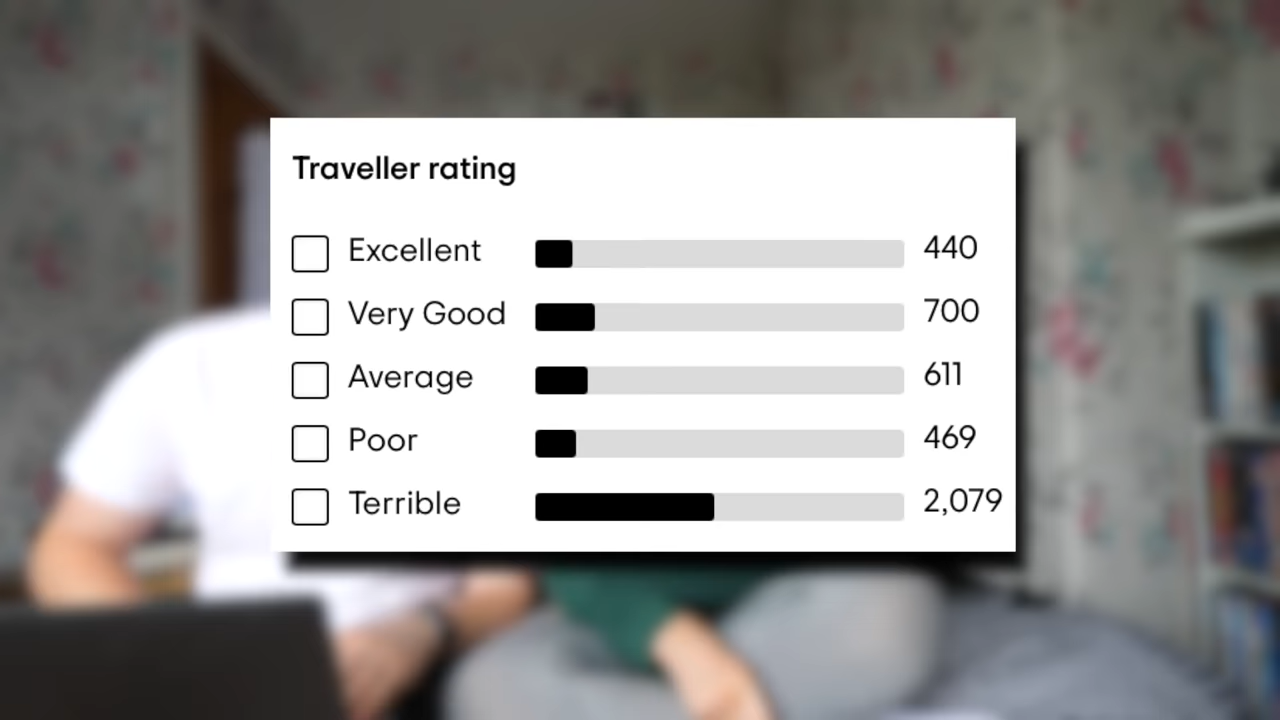 Traveller rating
Excellent 440
Very Good 700
Average 611
Poor 469
Terrible 2,079